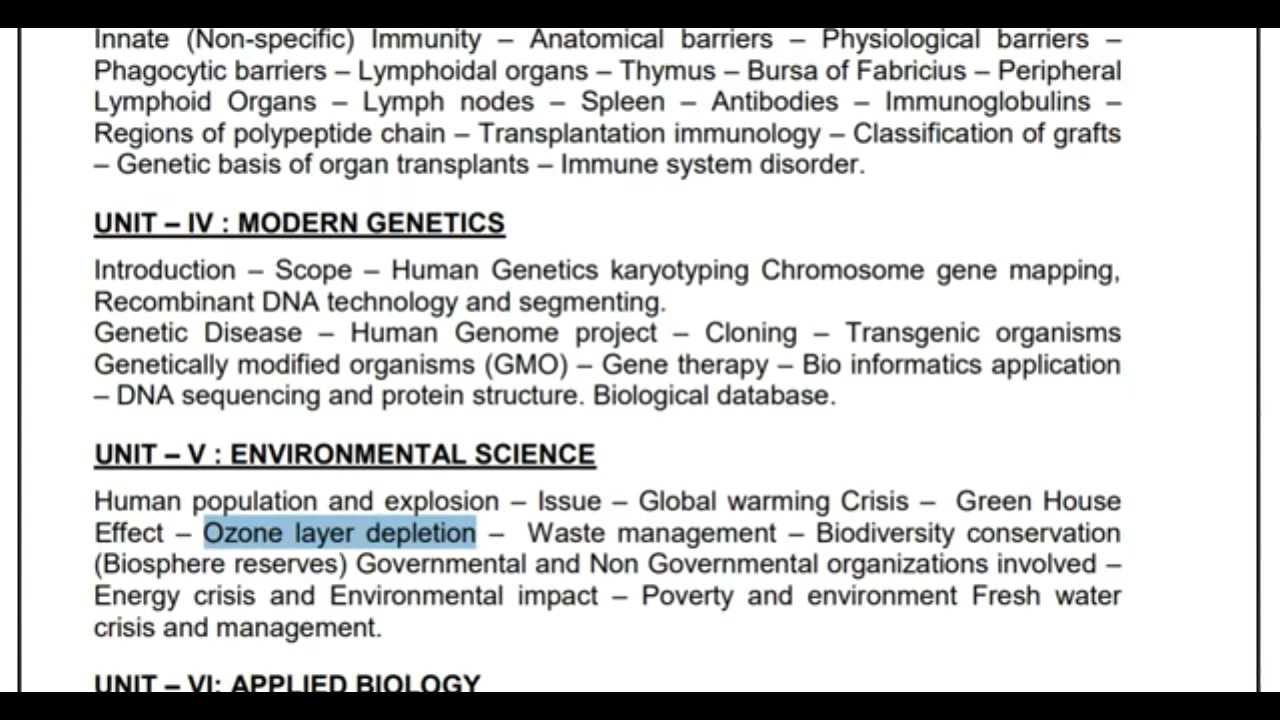 Innate (Non-specific) Immunity – Anatomical barriers – Physiological barriers –
Phagocytic barriers – Lymphoidal organs – Thymus – Bursa of Fabricius – Peripheral
Lymphoid Organs – Lymph nodes – Spleen – Antibodies – Immunoglobulins –
Regions of polypeptide chain – Transplantation immunology – Classification of grafts
– Genetic basis of organ transplants – Immune system disorder.
UNIT – IV : MODERN GENETICS
Introduction – Scope – Human Genetics karyotyping Chromosome gene mapping,
Recombinant DNA technology and segmenting.
Genetic Disease – Human Genome project – Cloning – Transgenic organisms
Genetically modified organisms (GMO) – Gene therapy – Bio informatics application
– DNA sequencing and protein structure. Biological database.
UNIT – V : ENVIRONMENTAL SCIENCE
Human population and explosion – Issue – Global warming Crisis – Green House
Effect – Ozone layer depletion – Waste management – Biodiversity conservation
(Biosphere reserves) Governmental and Non Governmental organizations involved –
Energy crisis and Environmental impact – Poverty and environment Fresh water
crisis and management.
UNIT – VI: APPLIED BIOLOGY